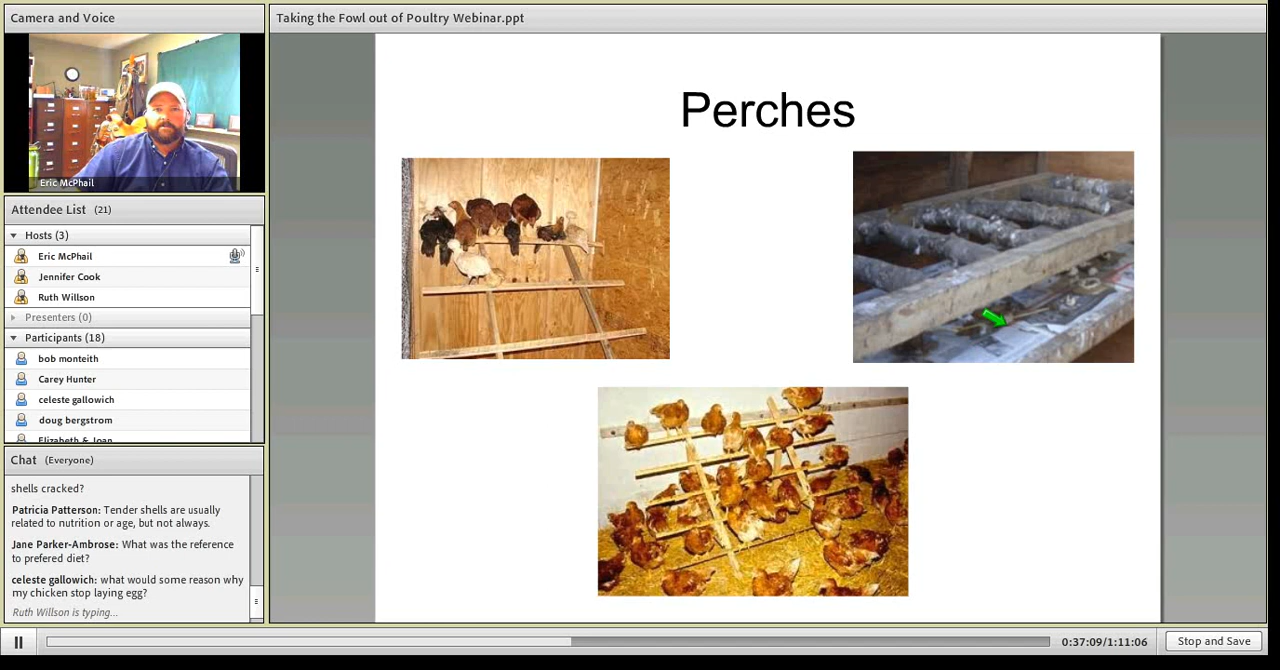 Camera and Voice
Taking the Fowl out of Poultry Webinar.ppt
Eric McPhail
Attendee List (21)
Hosts (3)
Eric McPhail
Jennifer Cook
Ruth Willson
Presenters (0)
Participants (18)
bob monteith
Carey Hunter
celeste gallowich
doug bergstrom
Elizabeth & Joan
Chat (Everyone)
shells cracked?
Patricia Patterson: Tender shells are usually
related to nutrition or age, but not always.
Jane Parker-Ambrose: What was the reference
to prefered diet?
celeste gallowich: what would some reason why
my chicken stop laying egg?
Ruth Willson is typing...
Perches
0:37:09/1:11:06
Stop and Save